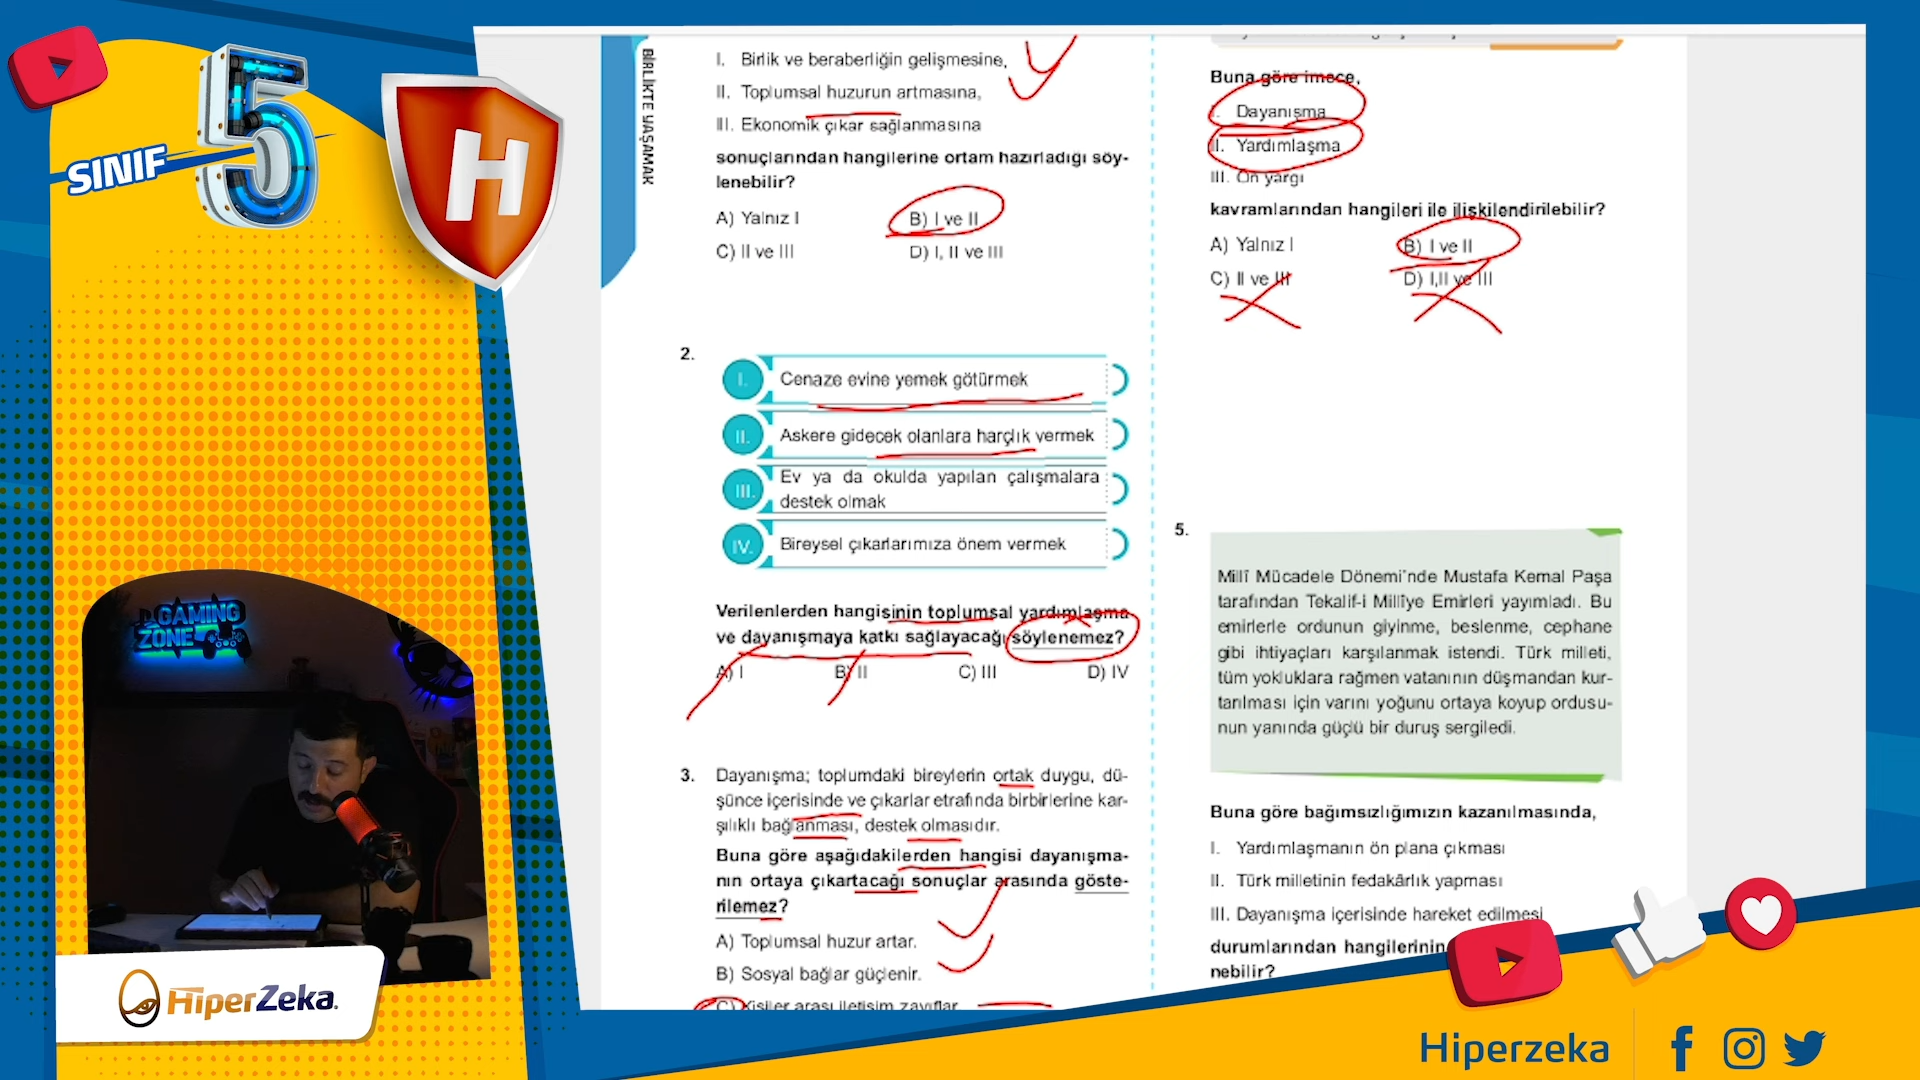 5
SINIF
H
GAMING
ZONE
HiperZeka.
BİRLİKTE YAŞAMAK
I. Birlik ve beraberliğin gelişmesine,
II. Toplumsal huzurun artmasına,
III. Ekonomik çıkar sağlanmasına
sonuçlarından hangilerine ortam hazırladığı söy-
lenebilir?
A) Yalnız I
B) I ve II
C) II ve III
D) I, II ve III
2.
I. Cenaze evine yemek götürmek
II. Askere gidecek olanlara harçlık vermek
III. Ev ya da okulda yapılan çalışmalara
destek olmak
IV. Bireysel çıkarlarımıza önem vermek
Verilenlerden hangisinin toplumsal yardımlaşma
ve dayanışmaya katkı sağlayacağı söylenemez?
A) I
B) II
C) III
D) IV
3. Dayanışma; toplumdaki bireylerin ortak duygu, dü-
şünce içerisinde ve çıkarlar etrafında birbirlerine kar-
şılıklı bağlanması, destek olmasıdır.
Buna göre aşağıdakilerden hangisi dayanışma-
nın ortaya çıkartacağı sonuçlar arasında göste-
rilemez?
A) Toplumsal huzur artar.
B) Sosyal bağlar güçlenir.
C) Kişiler arası iletişim zayıflar.
Buna göre imece,
I. Dayanışma
II. Yardımlaşma
III. Ön yargı
kavramlarından hangileri ile ilişkilendirilebilir?
A) Yalnız I
B) I ve II
C) II ve III
D) I,II ve III
5.
Millî Mücadele Dönemi'nde Mustafa Kemal Paşa
tarafından Tekalif-i Milliye Emirleri yayımladı. Bu
emirlerle ordunun giyinme, beslenme, cephane
gibi ihtiyaçları karşılanmak istendi. Türk milleti,
tüm yokluklara rağmen vatanının düşmandan kur-
tarılması için varını yoğunu ortaya koyup ordusu-
nun yanında güçlü bir duruş sergiledi.
Buna göre bağımsızlığımızın kazanılmasında,
I. Yardımlaşmanın ön plana çıkması
II. Türk milletinin fedakârlık yapması
III. Dayanışma içerisinde hareket edilmesi
durumlarından hangilerinin
nebilir?
Hiperzeka